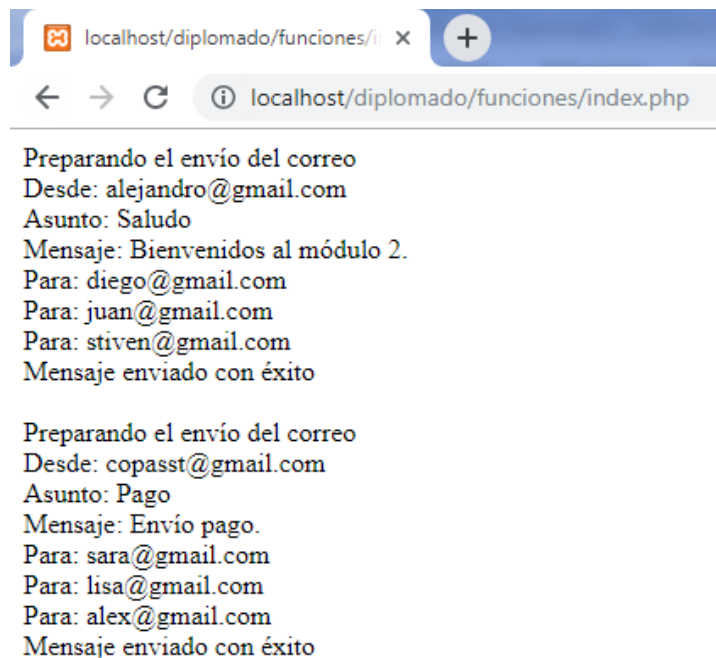 localhost/diplomado/funciones/i
localhost/diplomado/funciones/index.php
Preparando el envío del correo
Desde: alejandro@gmail.com
Asunto: Saludo
Mensaje: Bienvenidos al módulo 2.
Para: diego@gmail.com
Para: juan@gmail.com
Para: stiven@gmail.com
Mensaje enviado con éxito
Preparando el envío del correo
Desde: copasst@gmail.com
Asunto: Pago
Mensaje: Envío pago.
Para: sara@gmail.com
Para: lisa@gmail.com
Para: alex@gmail.com
Mensaje enviado con éxito